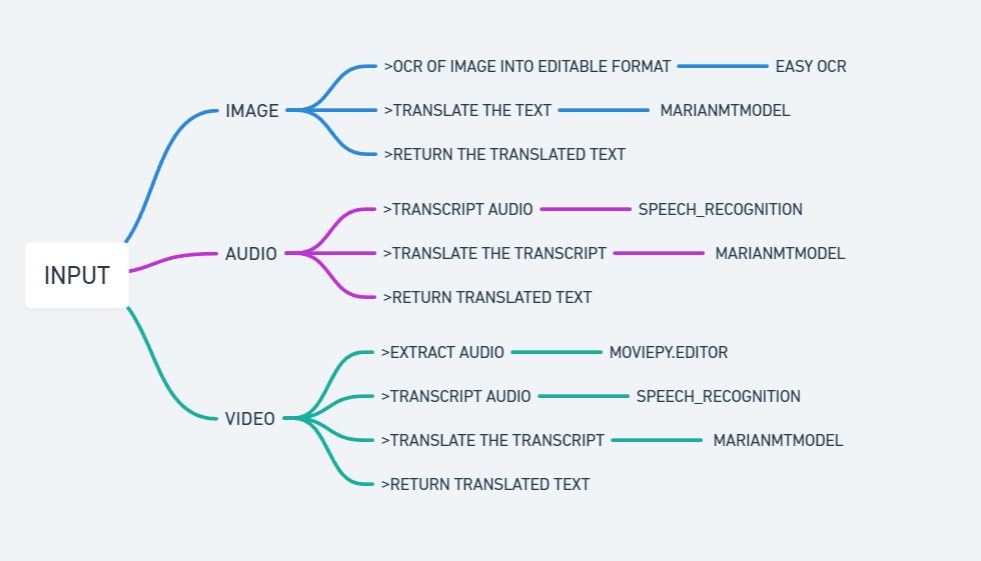 INPUT
IMAGE
>OCR OF IMAGE INTO EDITABLE FORMAT
EASY OCR
>TRANSLATE THE TEXT
MARIANMTMODEL
>RETURN THE TRANSLATED TEXT
AUDIO
>TRANSCRIPT AUDIO
SPEECH_RECOGNITION
>TRANSLATE THE TRANSCRIPT
MARIANMTMODEL
>RETURN TRANSLATED TEXT
VIDEO
>EXTRACT AUDIO
MOVIEPY.EDITOR
>TRANSCRIPT AUDIO
SPEECH_RECOGNITION
>TRANSLATE THE TRANSCRIPT
MARIANMTMODEL
>RETURN TRANSLATED TEXT